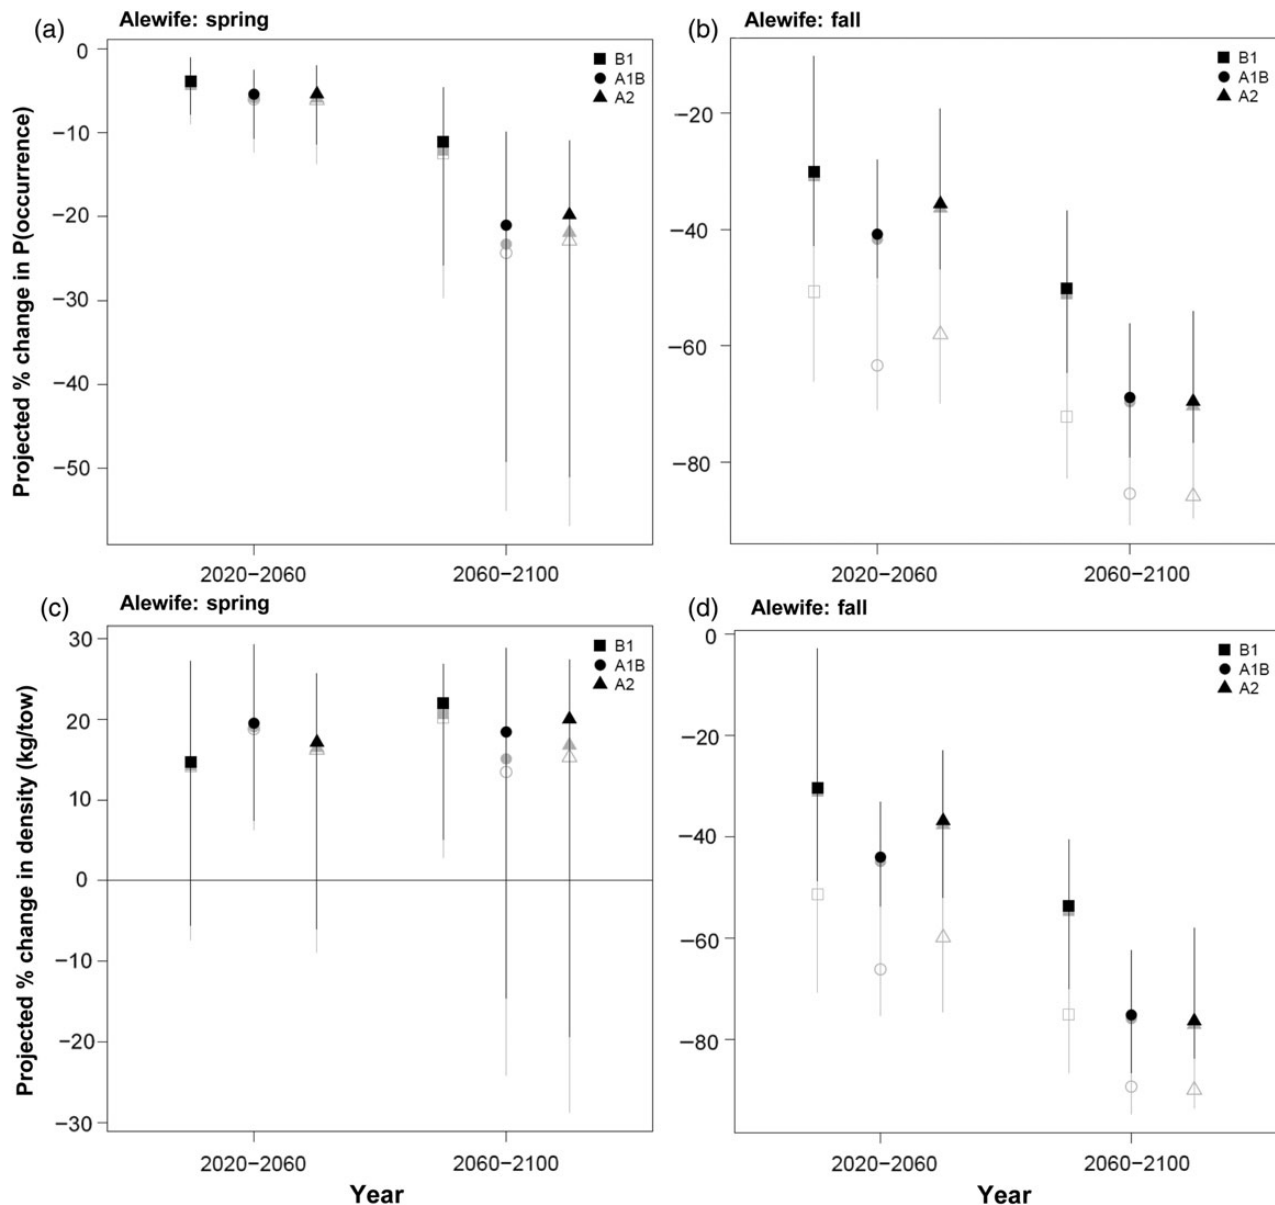 (a) Alewife: spring
Projected % change in P(occurrence)
0
−10
−20
−30
−40
−50
B1
A1B
A2
2020−2060
2060−2100
(b) Alewife: fall
−20
−40
−60
−80
B1
A1B
A2
2020−2060
2060−2100
(c) Alewife: spring
Projected % change in density (kg/tow)
30
20
10
0
−10
−20
−30
B1
A1B
A2
2020−2060
2060−2100
Year
(d) Alewife: fall
0
−20
−40
−60
−80
B1
A1B
A2
2020−2060
2060−2100
Year